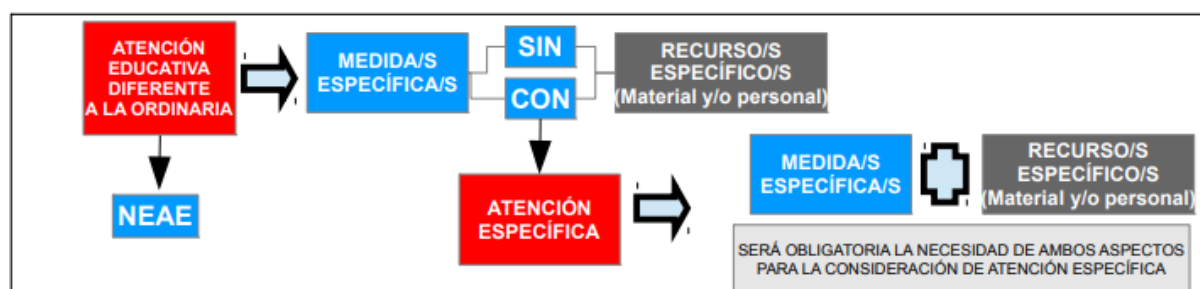 ATENCIÓN
EDUCATIVA
DIFERENTE
A LA ORDINARIA
MEDIDA/S
ESPECÍFICA/S
SIN
CON
RECURSO/S
ESPECÍFICO/S
(Material y/o personal)
NEAE
ATENCIÓN
ESPECÍFICA
MEDIDA/S
ESPECÍFICA/S
RECURSO/S
ESPECÍFICO/S
(Material y/o personal)
SERÁ OBLIGATORIA LA NECESIDAD DE AMBOS ASPECTOS
PARA LA CONSIDERACIÓN DE ATENCIÓN ESPECÍFICA